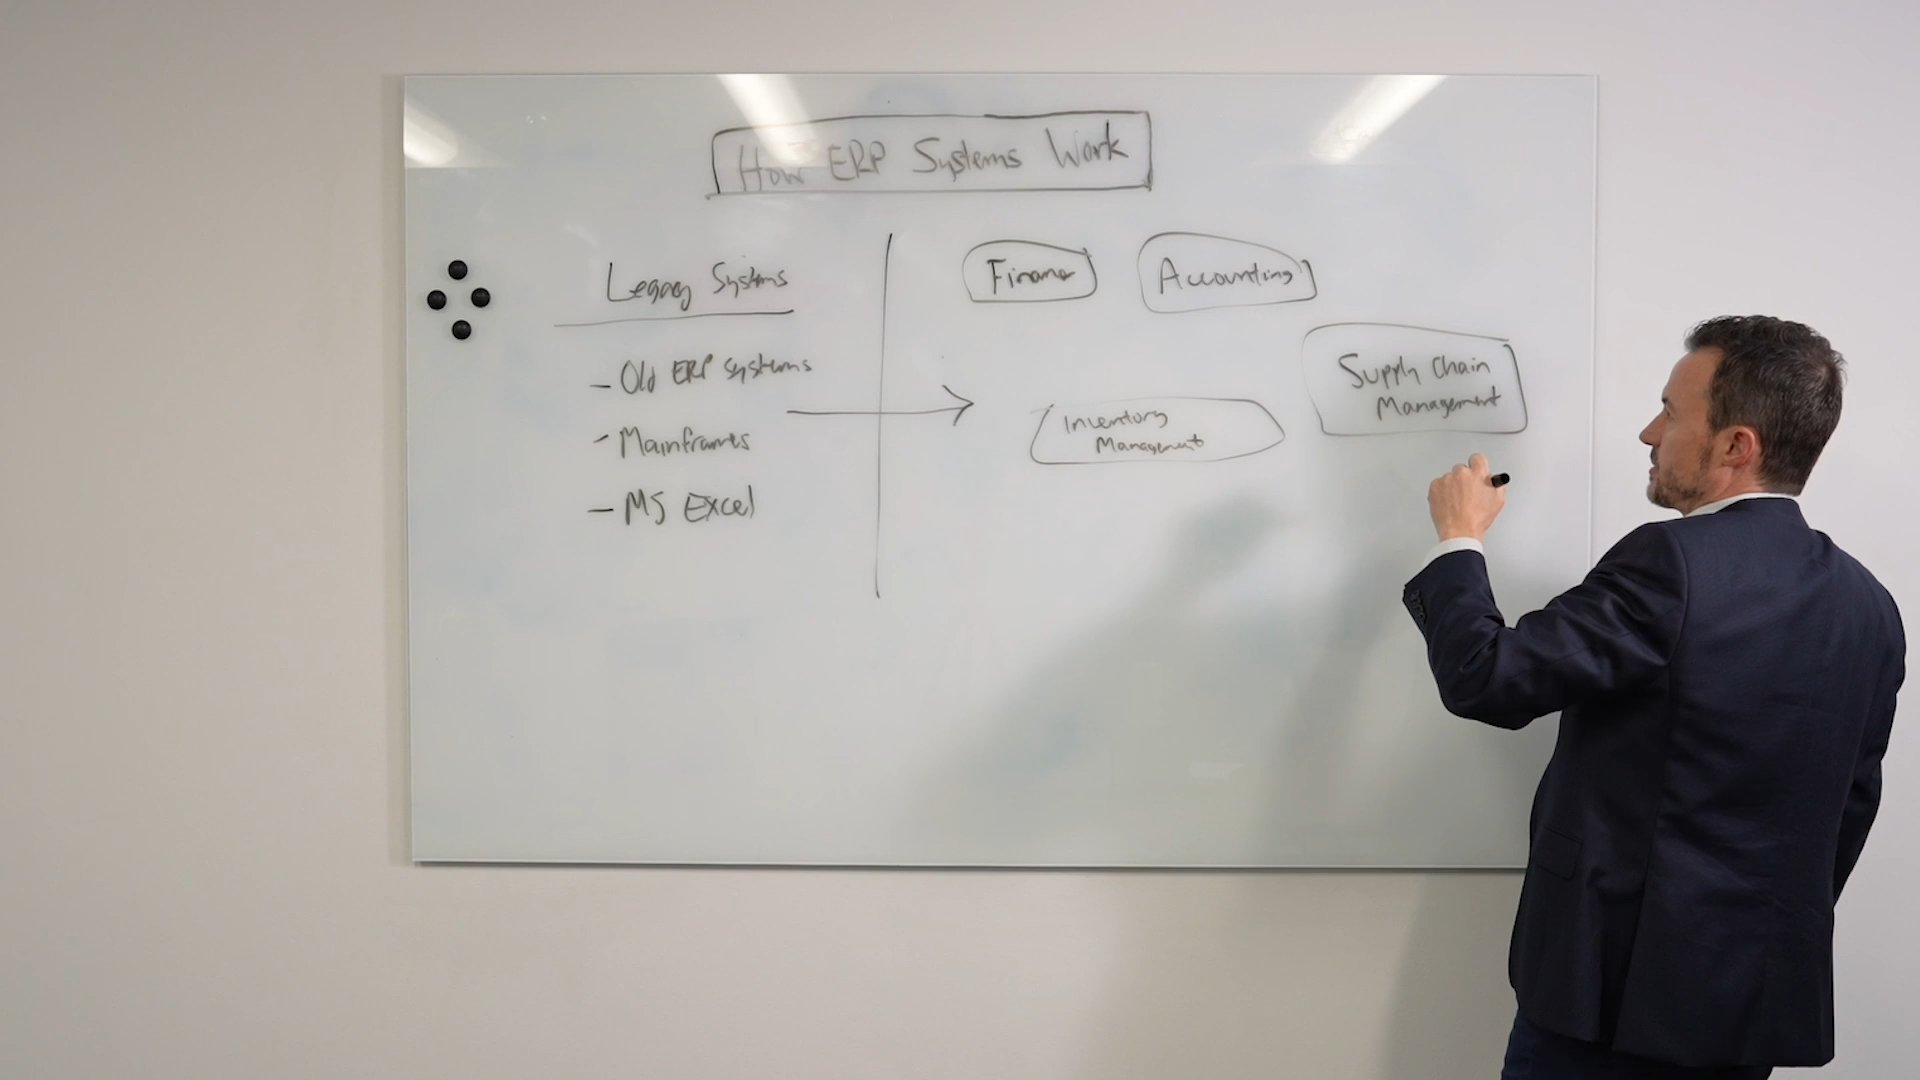 How ERP Systems Work
Legacy Systems
- Old ERP systems
- Mainframes
- MS Excel
Finance
Accounting
Supply Chain
Management
Inventory
Management